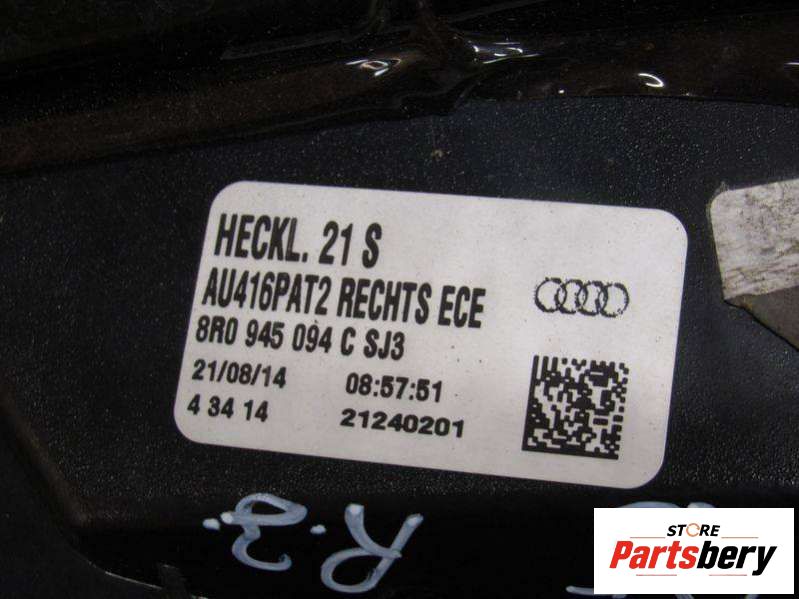 HECKL. 21 S
AU416PAT2 RECHTS ECE
8R0 945 094 C SJ3
21/08/14 08:57:51
4 34 14 21240201
R.3
STORE
Partsbery